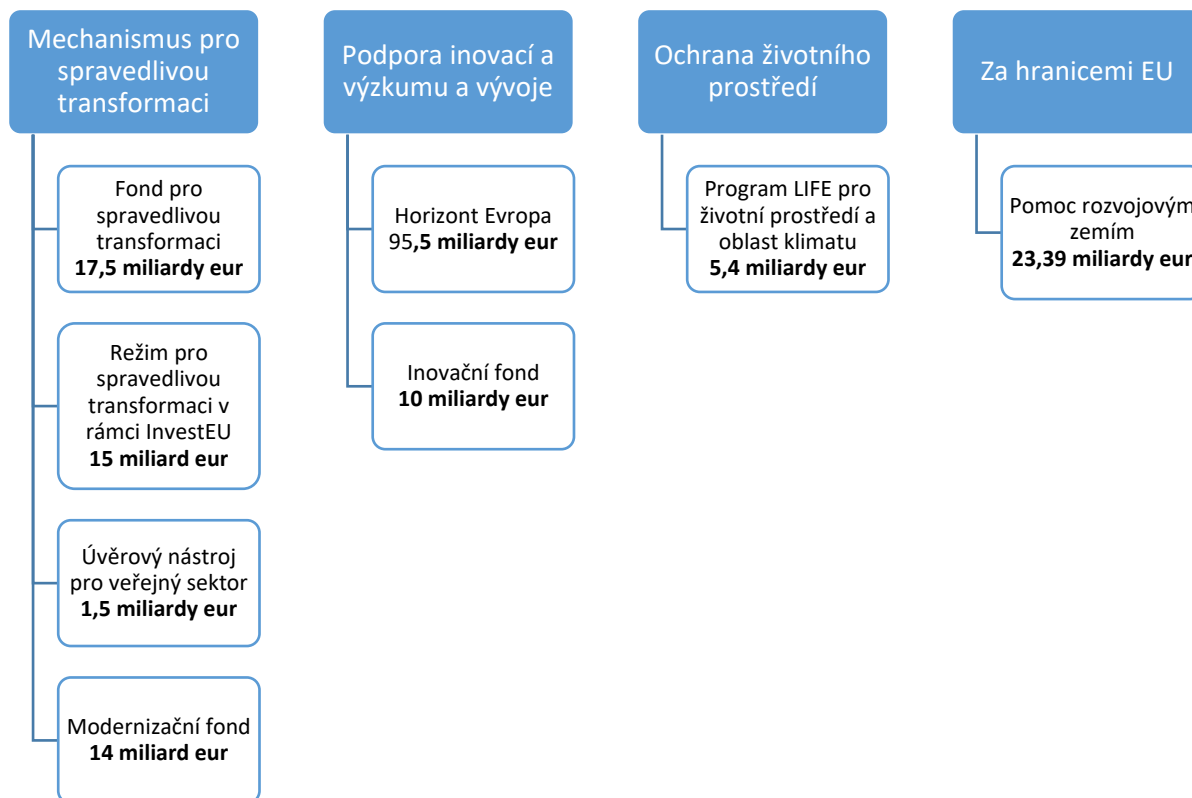 Mechanismus pro
spravedlivou
transformaci
Fond pro
spravedlivou
transformaci
17,5 miliardy eur
Režim pro
spravedlivou
transformaci v
rámci InvestEU
15 miliard eur
Úvěrový nástroj
pro veřejný sektor
1,5 miliardy eur
Modernizační fond
14 miliard eur
Podpora inovací a
výzkumu a vývoje
Horizont Evropa
95,5 miliardy eur
Inovační fond
10 miliardy eur
Ochrana životního
prostředí
Program LIFE pro
životní prostředí a
oblast klimatu
5,4 miliardy eur
Za hranicemi EU
Pomoc rozvojovým
zemím
23,39 miliardy eur